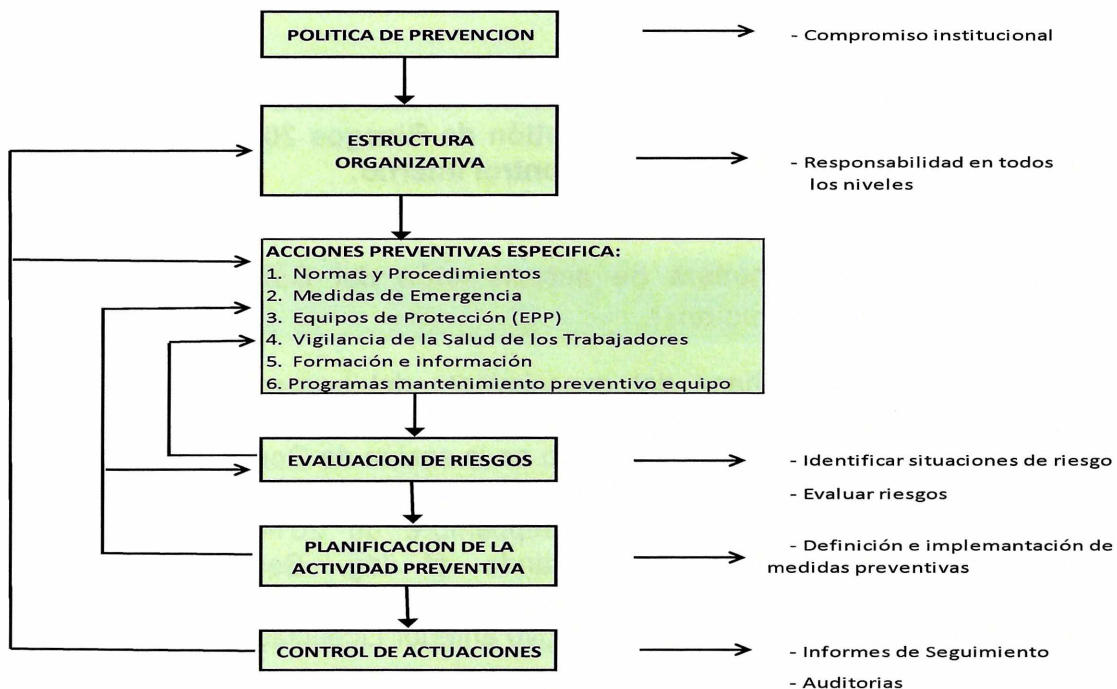 POLITICA DE PREVENCION
- Compromiso institucional
ESTRUCTURA
ORGANIZATIVA
- Responsabilidad en todos
los niveles
ACCIONES PREVENTIVAS ESPECIFICA:
1. Normas y Procedimientos
2. Medidas de Emergencia
3. Equipos de Protección (EPP)
4. Vigilancia de la Salud de los Trabajadores
5. Formación e información
6. Programas mantenimiento preventivo equipo
EVALUACION DE RIESGOS
- Identificar situaciones de riesgo
- Evaluar riesgos
PLANIFICACION DE LA
ACTIVIDAD PREVENTIVA
- Definición e implemantación de
medidas preventivas
CONTROL DE ACTUACIONES
- Informes de Seguimiento
- Auditorias